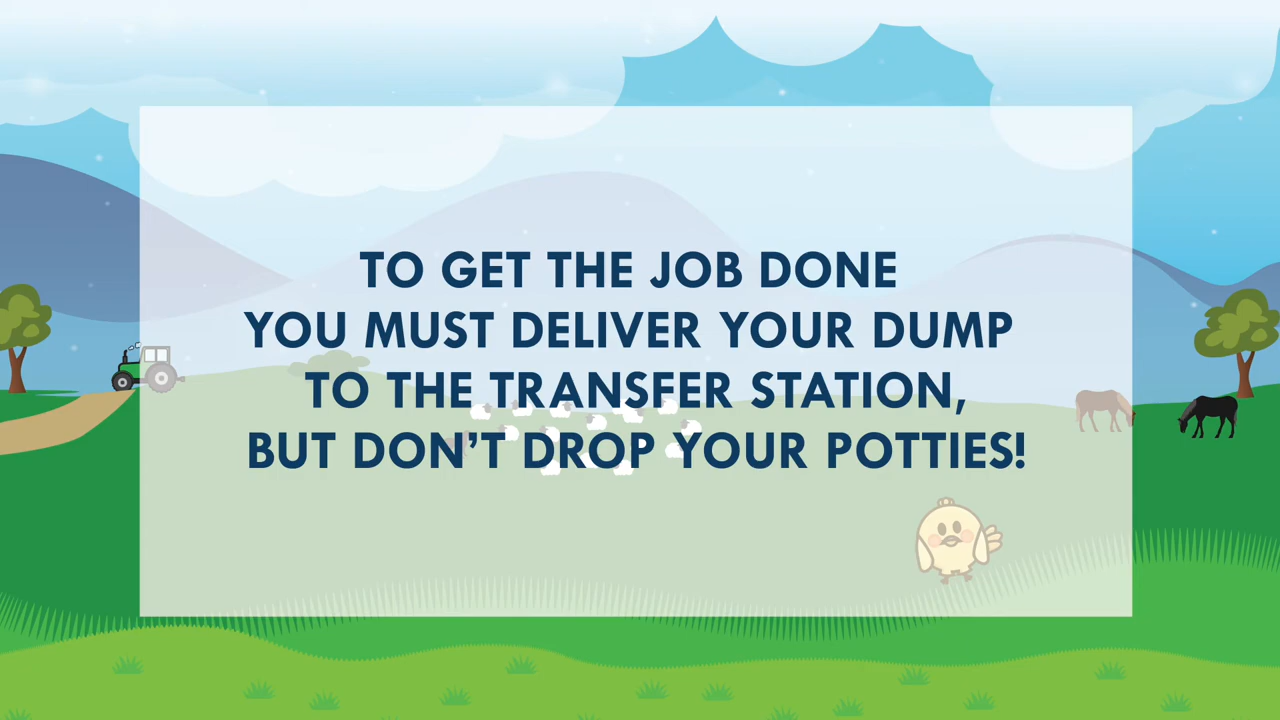 TO GET THE JOB DONE
YOU MUST DELIVER YOUR DUMP
TO THE TRANSFER STATION,
BUT DON'T DROP YOUR POTTIES!